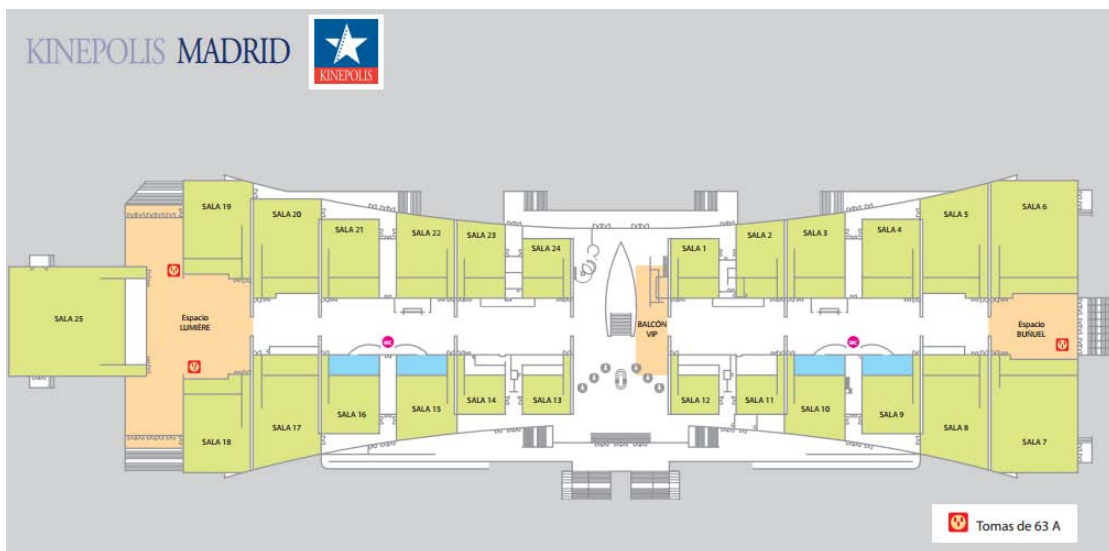 KINEPOLIS MADRID
KINEPOLIS
SALA 19
SALA 20
SALA 21
SALA 22
SALA 23
SALA 24
SALA 1
SALA 2
SALA 3
SALA 4
SALA 5
SALA 6
SALA 25
Espacio
LUMIÈRE
BALCÓN
VIP
Espacio
BUÑUEL
WC
WC
SALA 18
SALA 17
SALA 16
SALA 15
SALA 14
SALA 13
SALA 12
SALA 11
SALA 10
SALA 9
SALA 8
SALA 7
Tomas de 63 A